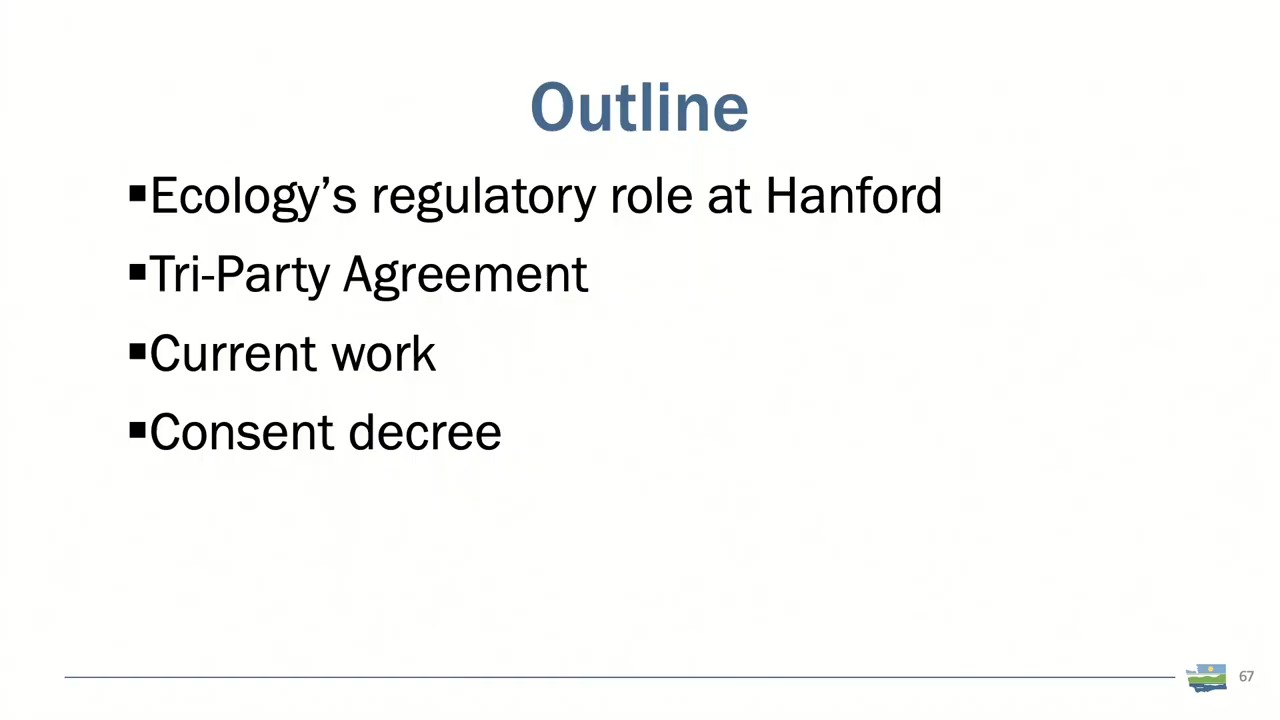 Outline
▪Ecology’s regulatory role at Hanford
▪Tri-Party Agreement
▪Current work
▪Consent decree
67